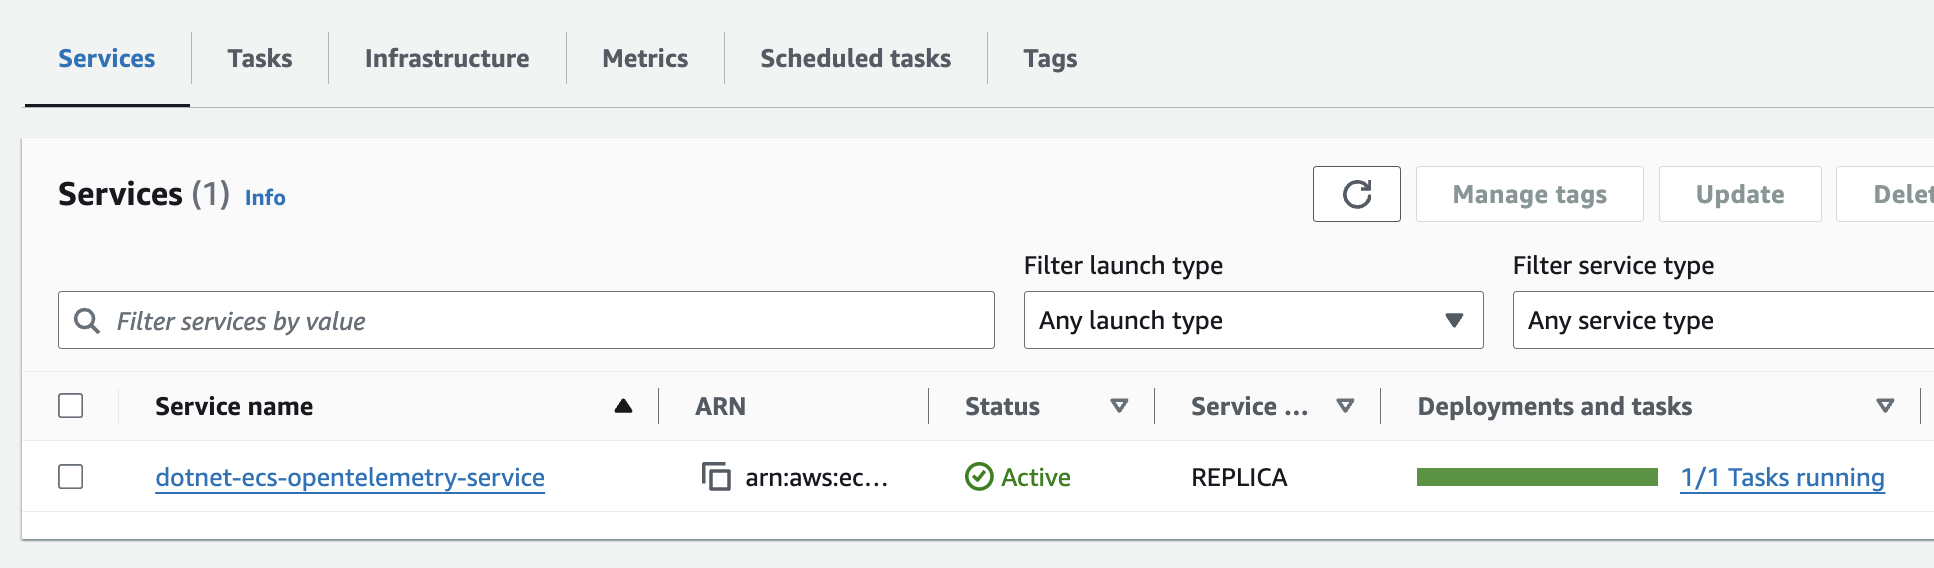 Services Tasks Infrastructure Metrics Scheduled tasks Tags
Services (1) Info Manage tags Update Delet
Filter launch type Filter service type
Filter services by value Any launch type Any service type
Service name ARN Status Service ... Deployments and tasks
dotnet-ecs-opentelemetry-service arn:aws:ec... Active REPLICA 1/1 Tasks running